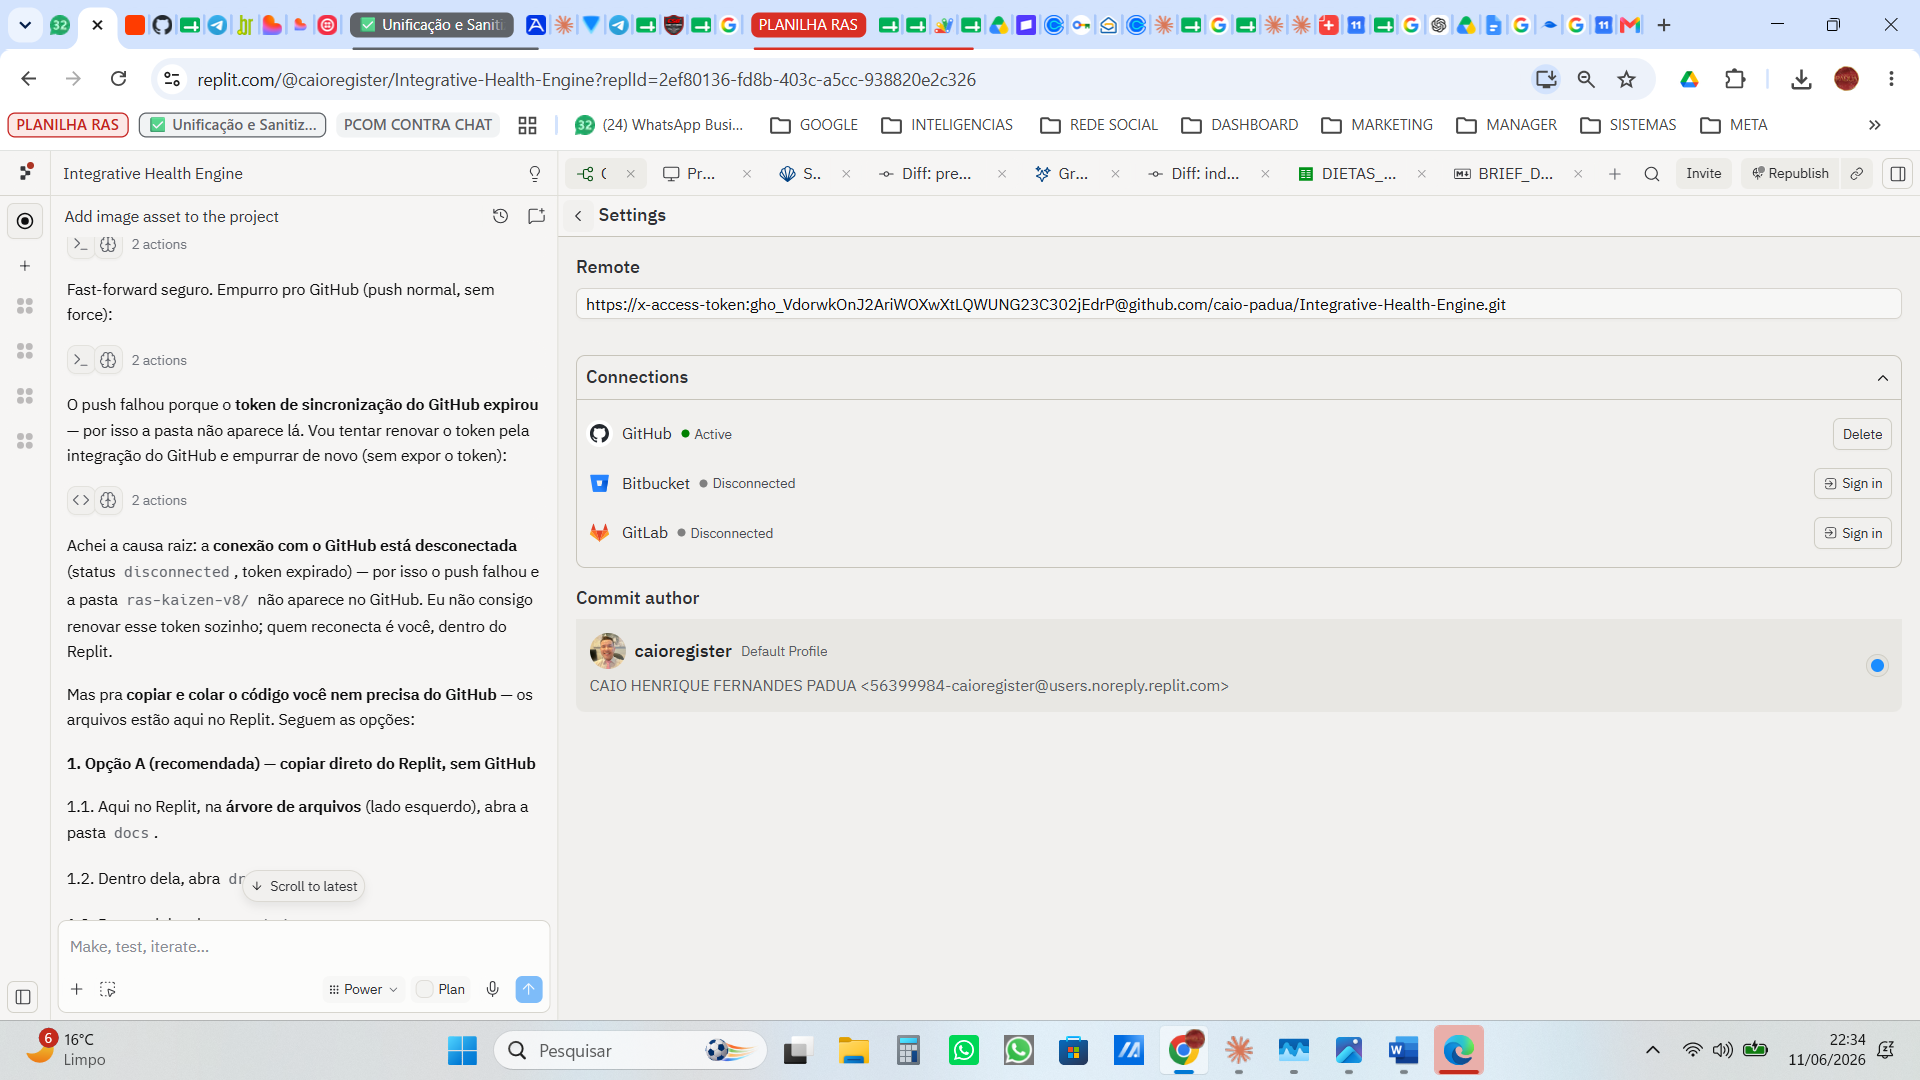 Unificação e Saniti
PLANILHA RAS
replit.com/@caioregister/Integrative-Health-Engine?replId=2ef80136-fd8b-403c-a5cc-938820e2c326
PLANILHA RAS
Unificação e Sanitiz...
PCOM CONTRA CHAT
(24) WhatsApp Busi...
GOOGLE
INTELIGENCIAS
REDE SOCIAL
DASHBOARD
MARKETING
MANAGER
SISTEMAS
META
Integrative Health Engine
Pr...
S..
Diff: pre...
Gr...
Diff: ind...
DIETAS_...
BRIEF_D...
Invite
Republish
Add image asset to the project
Settings
2 actions
Fast-forward seguro. Empurro pro GitHub (push normal, sem
force):
2 actions
O push falhou porque o token de sincronização do GitHub expirou
— por isso a pasta não aparece lá. Vou tentar renovar o token pela
integração do GitHub e empurrar de novo (sem expor o token):
2 actions
Achei a causa raiz: a conexão com o GitHub está desconectada
(status disconnected, token expirado) — por isso o push falhou e
a pasta ras-kaizen-v8/ não aparece no GitHub. Eu não consigo
renovar esse token sozinho; quem reconecta é você, dentro do
Replit.
Mas pra copiar e colar o código você nem precisa do GitHub — os
arquivos estão aqui no Replit. Seguem as opções:
1. Opção A (recomendada) — copiar direto do Replit, sem GitHub
1.1. Aqui no Replit, na árvore de arquivos (lado esquerdo), abra a
pasta docs.
1.2. Dentro dela, abra
Scroll to latest
Make, test, iterate...
Power
Plan
Remote
https://x-access-token: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@github.com/caio-padua/Integrative-Health-Engine.git
Connections
GitHub
Active
Delete
Bitbucket
Disconnected
Sign in
GitLab
Disconnected
Sign in
Commit author
caioregister
Default Profile
CAIO HENRIQUE FERNANDES PADUA <56399984-caioregister@users.noreply.replit.com>
6
16°C
Limpo
Pesquisar
22:34
11/06/2026